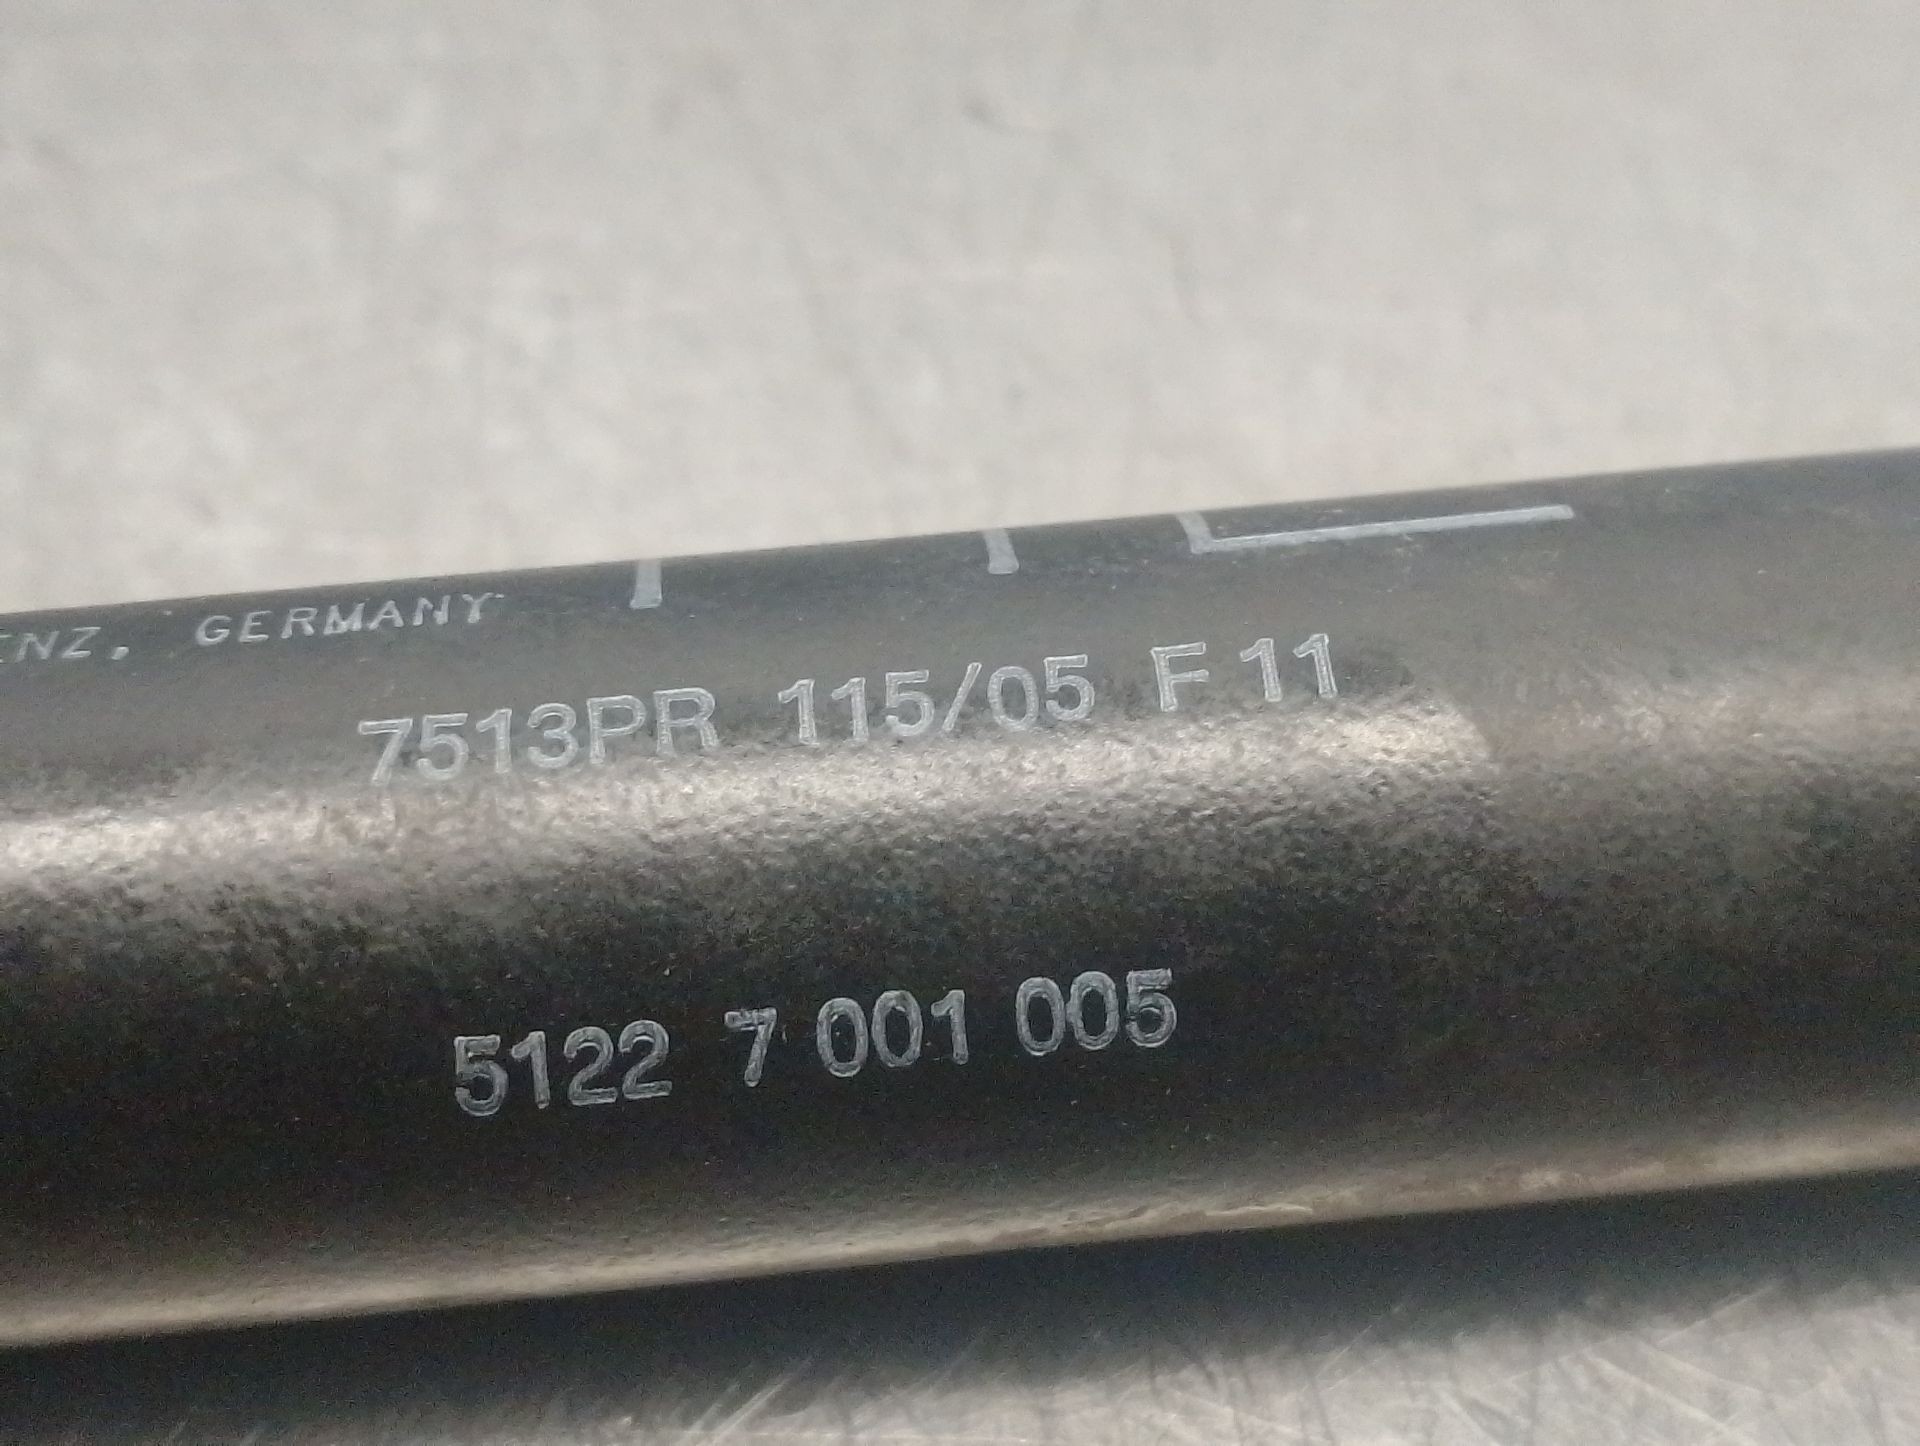 ENZ, GERMANY
7513PR 115/05 F 11
5122 7 001 005